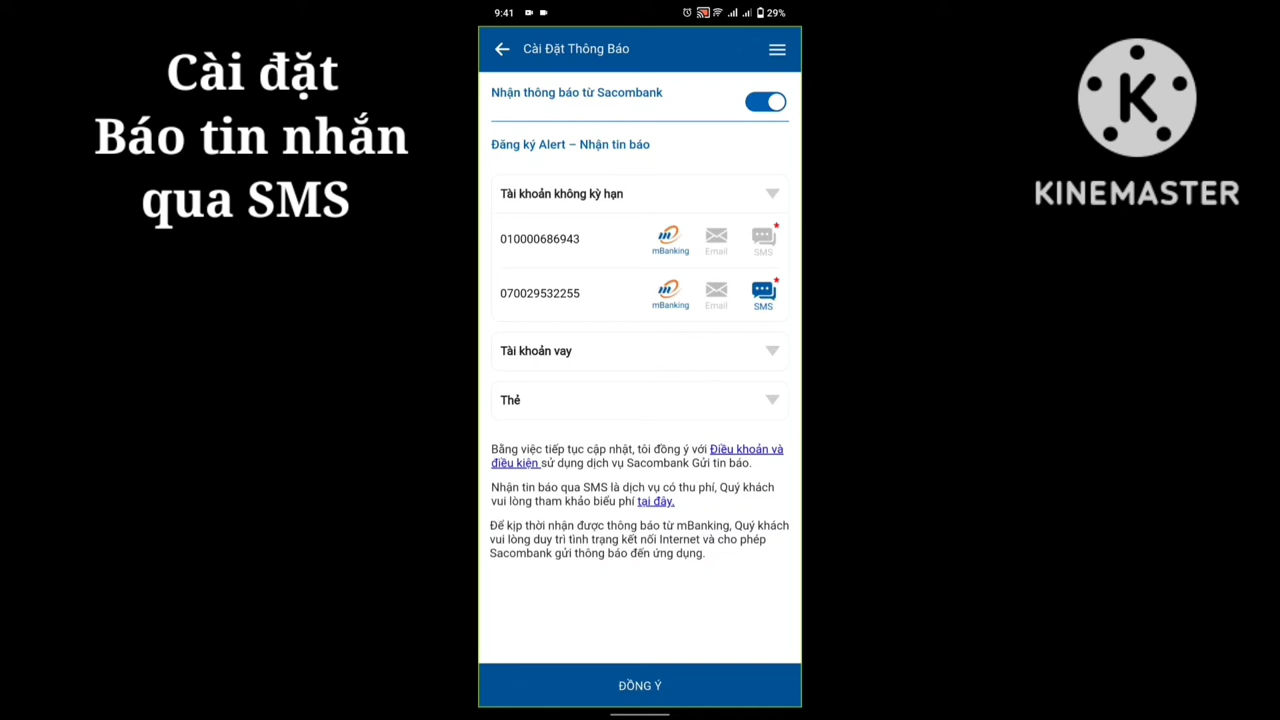 Cài đặt
Báo tin nhắn
qua SMS
9:41
29%
Cài Đặt Thông Báo
Nhận thông báo từ Sacombank
Đăng ký Alert – Nhận tin báo
Tài khoản không kỳ hạn
010000686943
mBanking
Email
SMS
070029532255
mBanking
Email
SMS
Tài khoản vay
Thẻ
Bằng việc tiếp tục cập nhật, tôi đồng ý với Điều khoản và
điều kiện sử dụng dịch vụ Sacombank Gửi tin báo.
Nhận tin báo qua SMS là dịch vụ có thu phí, Quý khách
vui lòng tham khảo biểu phí tại đây.
Để kịp thời nhận được thông báo từ mBanking, Quý khách
vui lòng duy trì tình trạng kết nối Internet và cho phép
Sacombank gửi thông báo đến ứng dụng.
ĐỒNG Ý
K
KINEMASTER